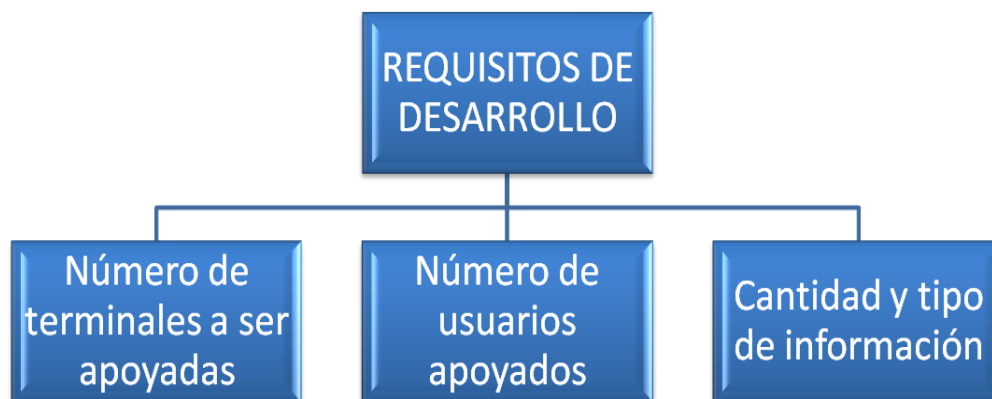 REQUISITOS DE
DESARROLLO
Número de
terminales a ser
apoyadas
Número de
usuarios
apoyados
Cantidad y tipo
de información